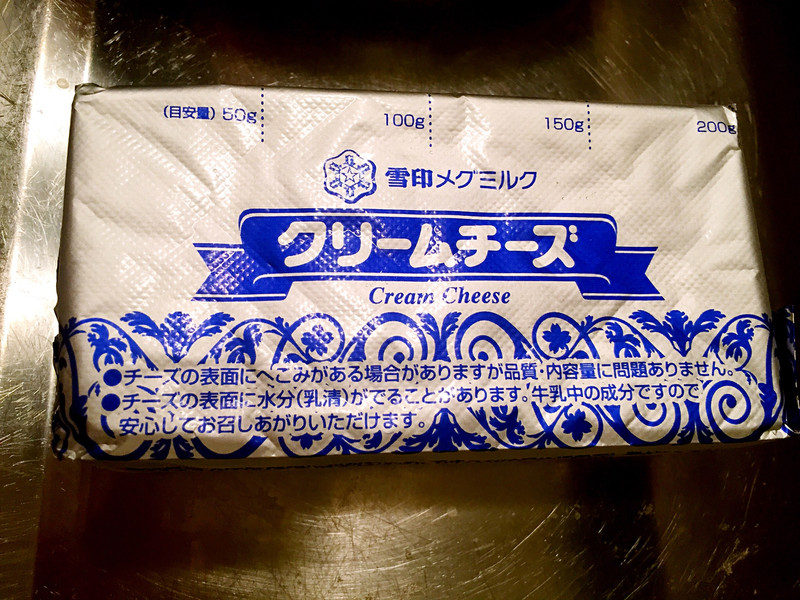 (目安量) 50g 100g 150g 200g
雪印メグミルク
クリームチーズ
Cream Cheese
●チーズの表面にへこみがある場合がありますが品質・内容量に問題ありません。
●チーズの表面に水分(乳清)がでることがあります。牛乳中の成分ですので
安心してお召しあがりいただけます。